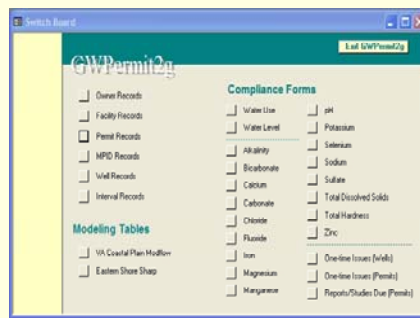 Switch Board
Exit GWPermit2g
GWPermit2g
Owner Records
Facility Records
Permit Records
MPID Records
Well Records
Interval Records
Modeling Tables
VA Coastal Plain Modflow
Eastern Shore Sharp
Compliance Forms
Water Use
Water Level
Alkalinity
Bicarbonate
Calcium
Carbonate
Chloride
Fluoride
Iron
Magnesium
Manganese
pH
Potassium
Selenium
Sodium
Sulfate
Total Dissolved Solids
Total Hardness
Zinc
One-time Issues (Wells)
One-time Issues (Permits)
Reports/Studies Due (Permits)